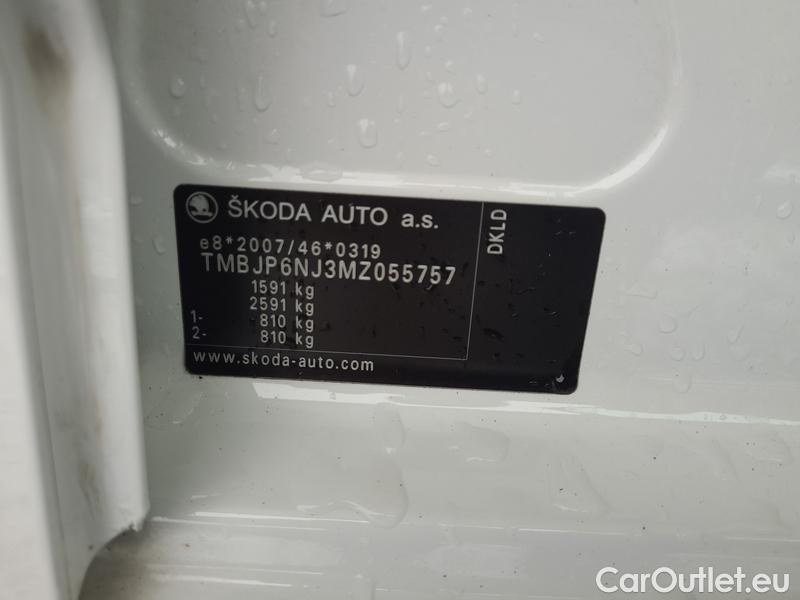 ŠKODA AUTO a.s.
e8*2007/46*0319
TMBJP6NJ3MZ055757
1591 kg
2591 kg
1- 810 kg
2- 810 kg
www.skoda-auto.com
DKLD
CarOutlet.eu